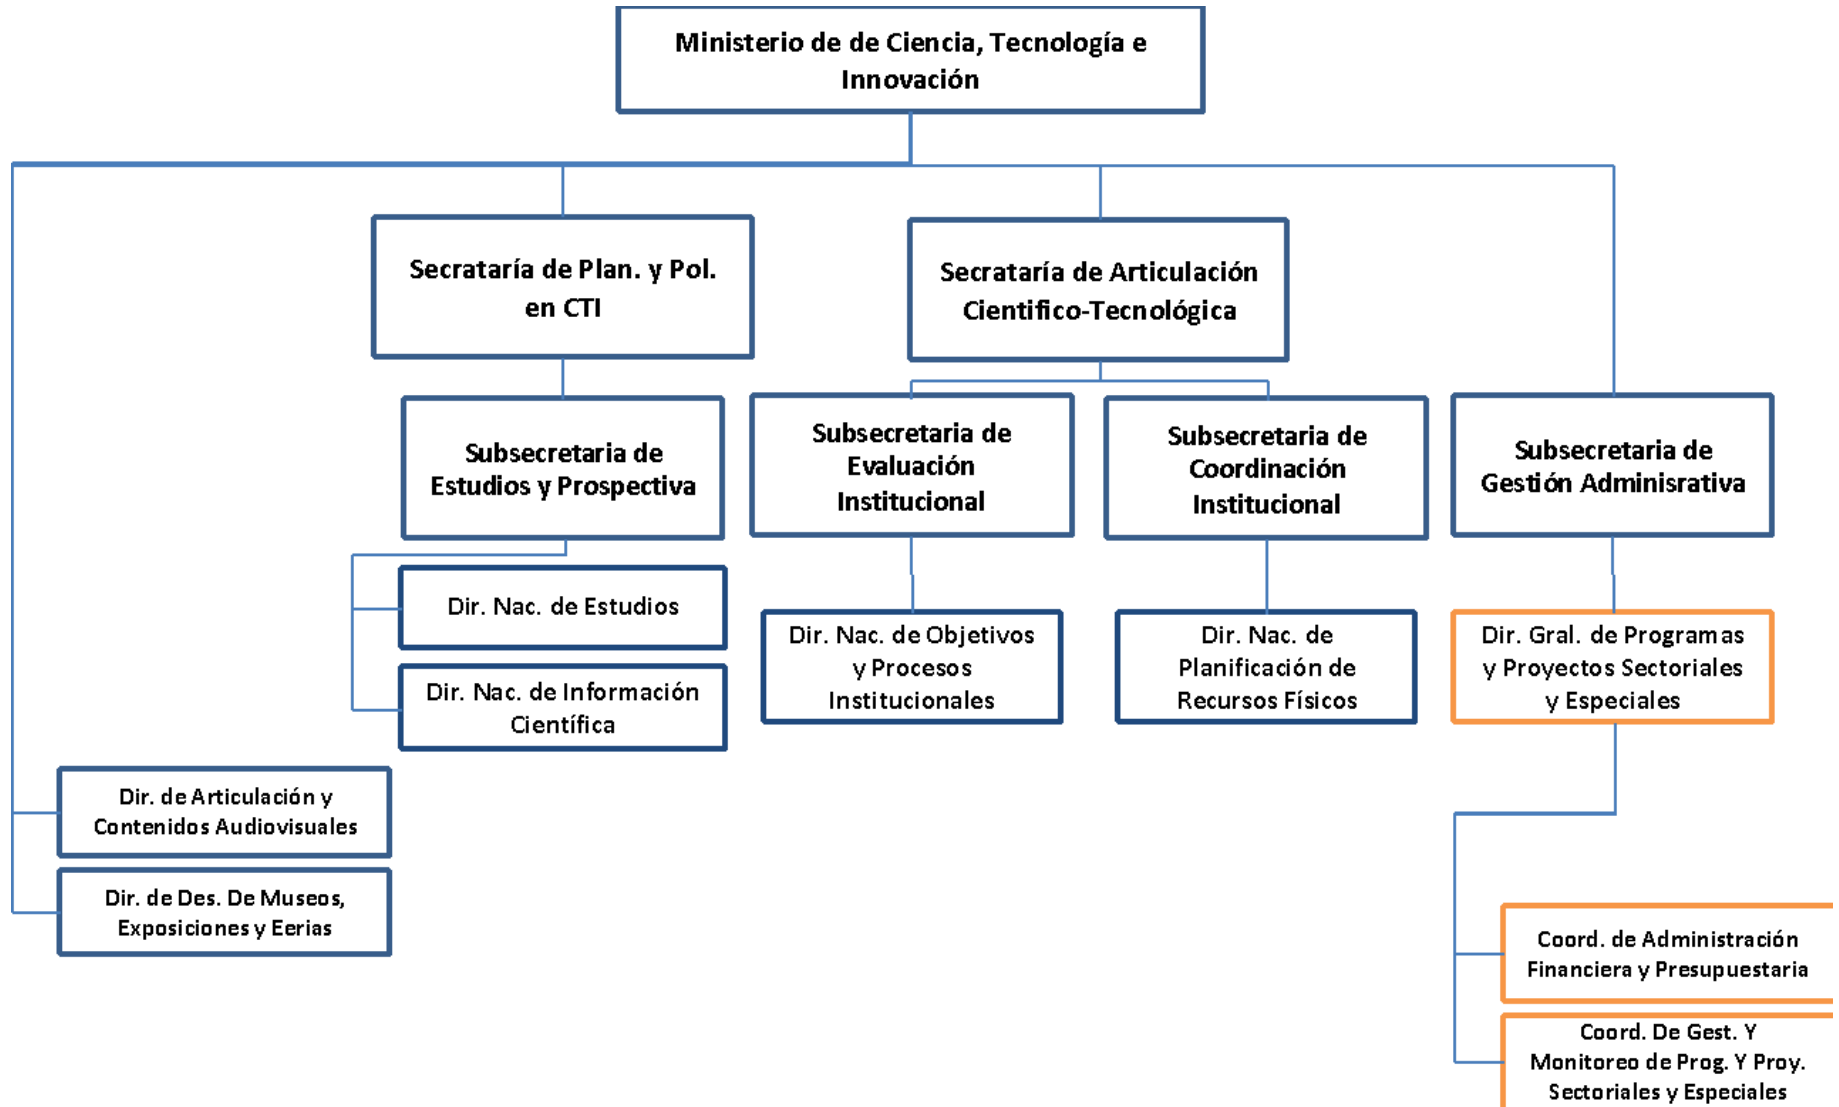 Ministerio de de Ciencia, Tecnología e
Innovación
Secrataría de Plan. y Pol.
en CTI
Secrataría de Articulación
Cientifico-Tecnológica
Subsecretaria de
Estudios y Prospectiva
Subsecretaria de
Evaluación
Institucional
Subsecretaria de
Coordinación
Institucional
Subsecretaria de
Gestión Adminisrativa
Dir. Nac. de Estudios
Dir. Nac. de Información
Científica
Dir. Nac. de Objetivos
y Procesos
Institucionales
Dir. Nac. de
Planificación de
Recursos Físicos
Dir. Gral. de Programas
y Proyectos Sectoriales
y Especiales
Dir. de Articulación y
Contenidos Audiovisuales
Dir. de Des. De Museos,
Exposiciones y Eerias
Coord. de Administración
Financiera y Presupuestaria
Coord. De Gest. Y
Monitoreo de Prog. Y Proy.
Sectoriales y Especiales